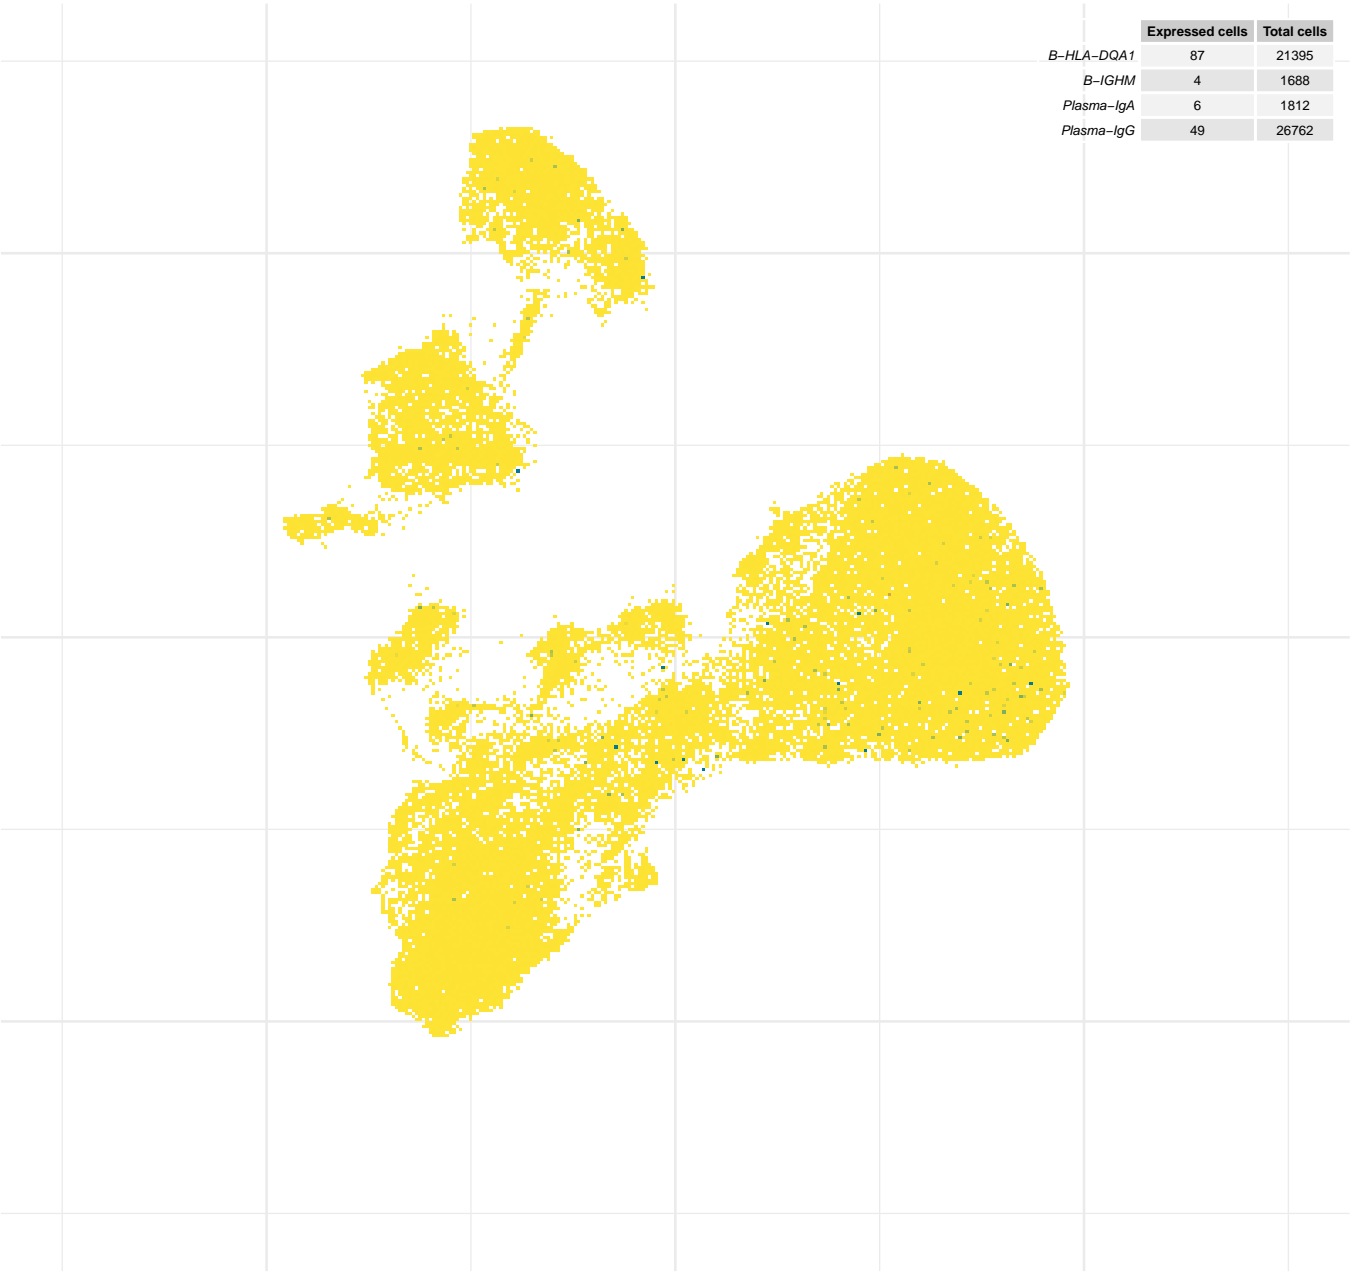 Expressed cells Total cells
B−HLA−DQA1 87 21395
B−IGHM 4 1688
Plasma−IgA 6 1812
Plasma−IgG 49 26762